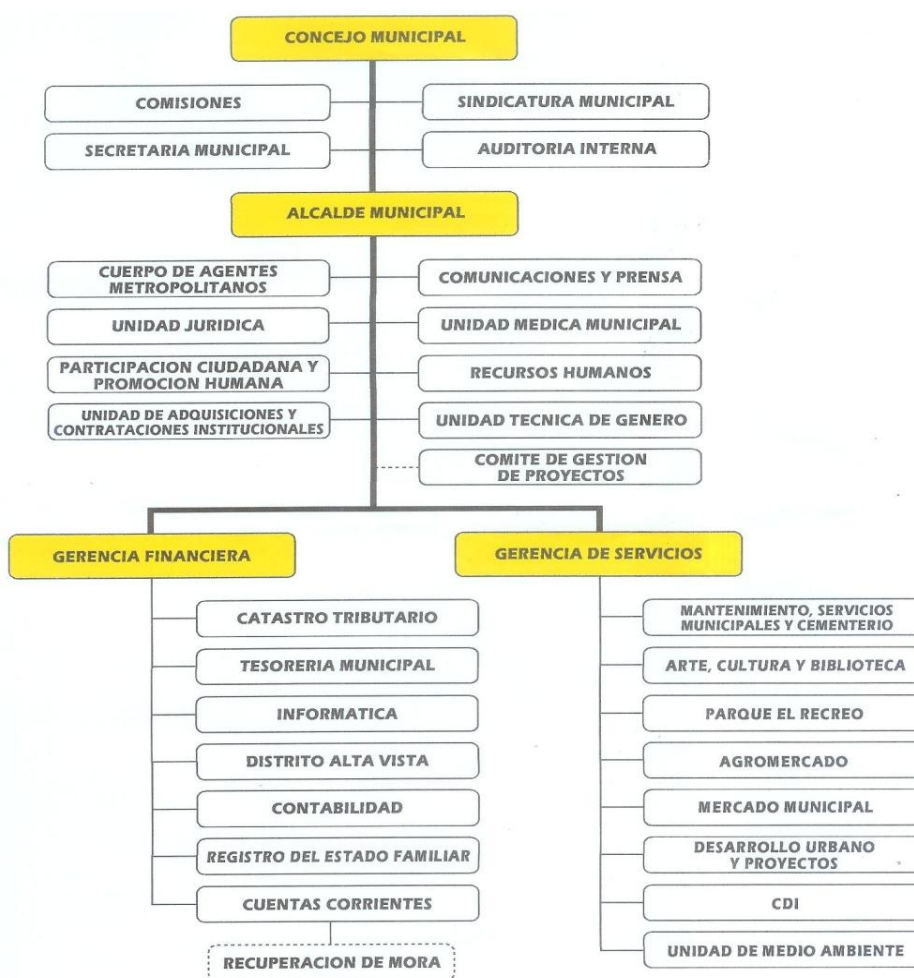 CONCEJO MUNICIPAL
COMISIONES
SINDICATURA MUNICIPAL
SECRETARIA MUNICIPAL
AUDITORIA INTERNA
ALCALDE MUNICIPAL
CUERPO DE AGENTES
METROPOLITANOS
COMUNICACIONES Y PRENSA
UNIDAD JURIDICA
UNIDAD MEDICA MUNICIPAL
PARTICIPACION CIUDADANA Y
PROMOCION HUMANA
RECURSOS HUMANOS
UNIDAD DE ADQUISICIONES Y
CONTRATACIONES INSTITUCIONALES
UNIDAD TECNICA DE GENERO
COMITE DE GESTION
DE PROYECTOS
GERENCIA FINANCIERA
GERENCIA DE SERVICIOS
CATASTRO TRIBUTARIO
TESORERIA MUNICIPAL
INFORMATICA
DISTRITO ALTA VISTA
CONTABILIDAD
REGISTRO DEL ESTADO FAMILIAR
CUENTAS CORRIENTES
RECUPERACION DE MORA
MANTENIMIENTO, SERVICIOS
MUNICIPALES Y CEMENTERIO
ARTE, CULTURA Y BIBLIOTECA
PARQUE EL RECREO
AGROMERCADO
MERCADO MUNICIPAL
DESARROLLO URBANO
Y PROYECTOS
CDI
UNIDAD DE MEDIO AMBIENTE